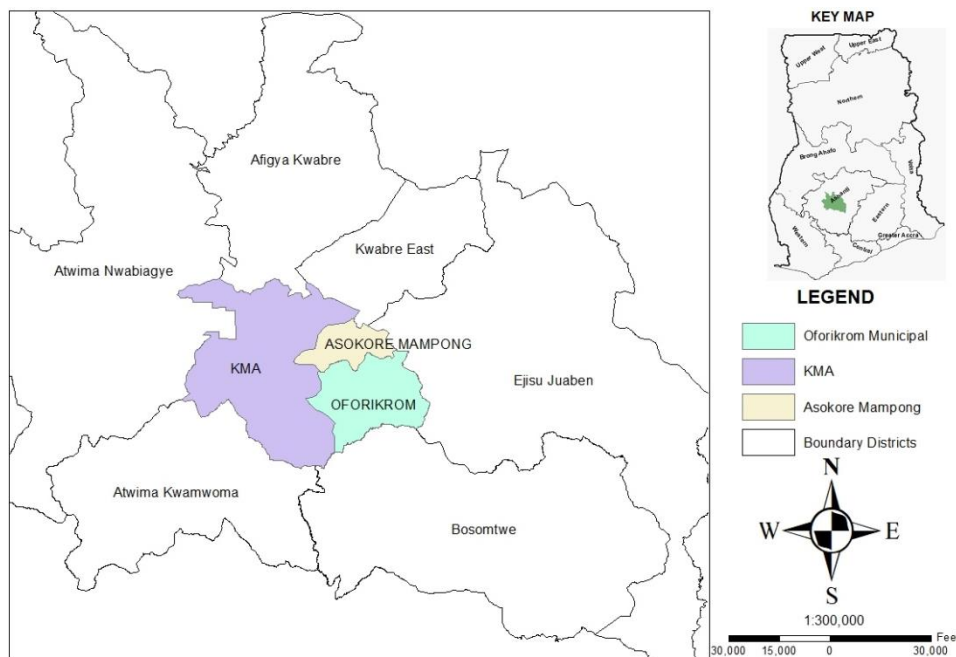 Afigya Kwabre
Kwabre East
Atwima Nwabiagye
ASOKORE MAMPONG
KMA
Ejisu Juaben
OFORIKROM
Atwima Kwamwoma
Bosomtwe
KEY MAP
Upper West
Upper East
Northern
Brong Ahafo
Volta
Ashanti
Eastern
Western
Greater Accra
Central
LEGEND
Oforikrom Municipal
KMA
Asokore Mampong
Boundary Districts
N
W
E
S
1:300,000
Fee
30,000
15,000
0
30,000